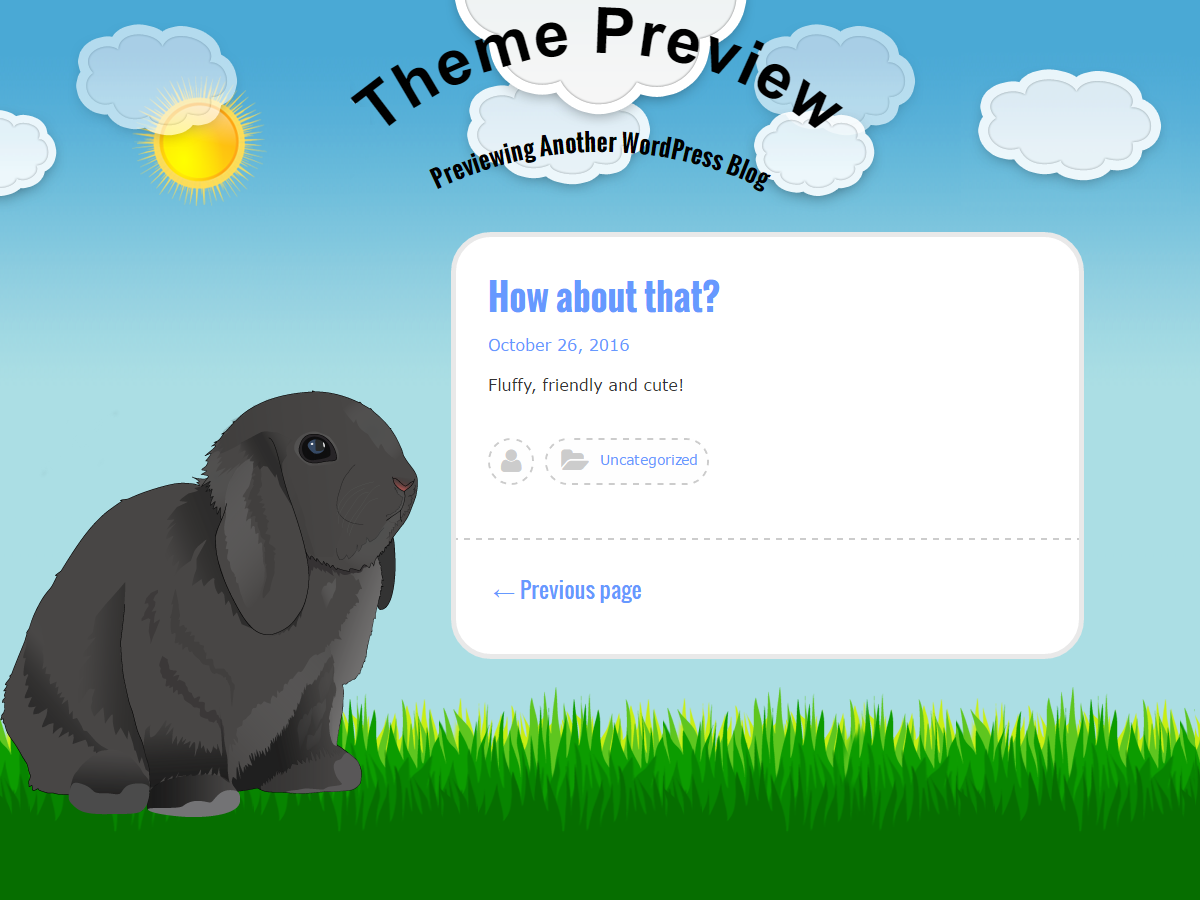 Theme Preview
Previewing Another WordPress Blog
How about that?
October 26, 2016
Fluffy, friendly and cute!
Uncategorized
← Previous page